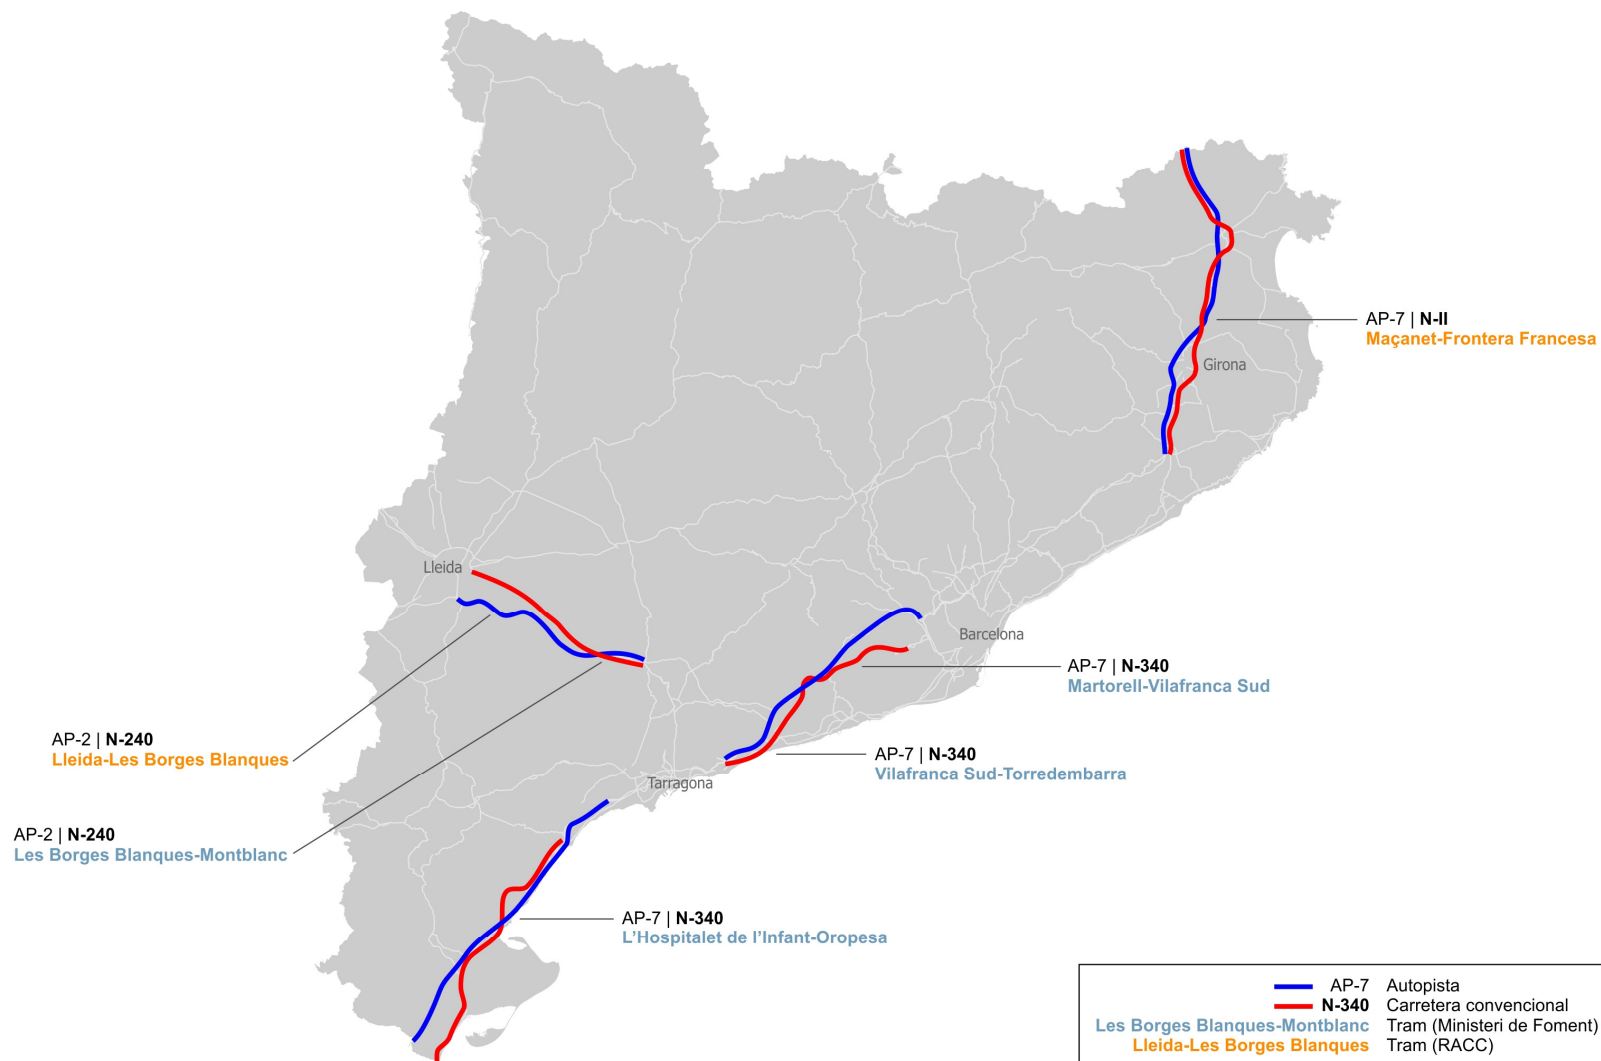 AP-7 | N-II
Maçanet-Frontera Francesa
Girona
Lleida
Barcelona
AP-7 | N-340
Martorell-Vilafranca Sud
AP-2 | N-240
Lleida-Les Borges Blanques
AP-7 | N-340
Vilafranca Sud-Torredembarra
Tarragona
AP-2 | N-240
Les Borges Blanques-Montblanc
AP-7 | N-340
L'Hospitalet de l'Infant-Oropesa
AP-7 Autopista
N-340 Carretera convencional
Les Borges Blanques-Montblanc Tram (Ministeri de Foment)
Lleida-Les Borges Blanques Tram (RACC)